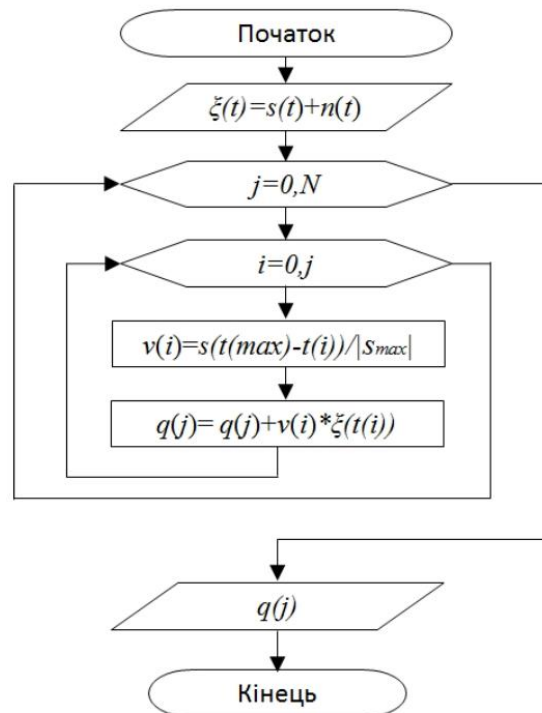 Початок
ξ(t)=s(t)+n(t)
j=0,N
i=0,j
v(i)=s(t(max)-t(i))/|smax|
q(j)= q(j)+v(i)*ξ(t(i))
q(j)
Кінець